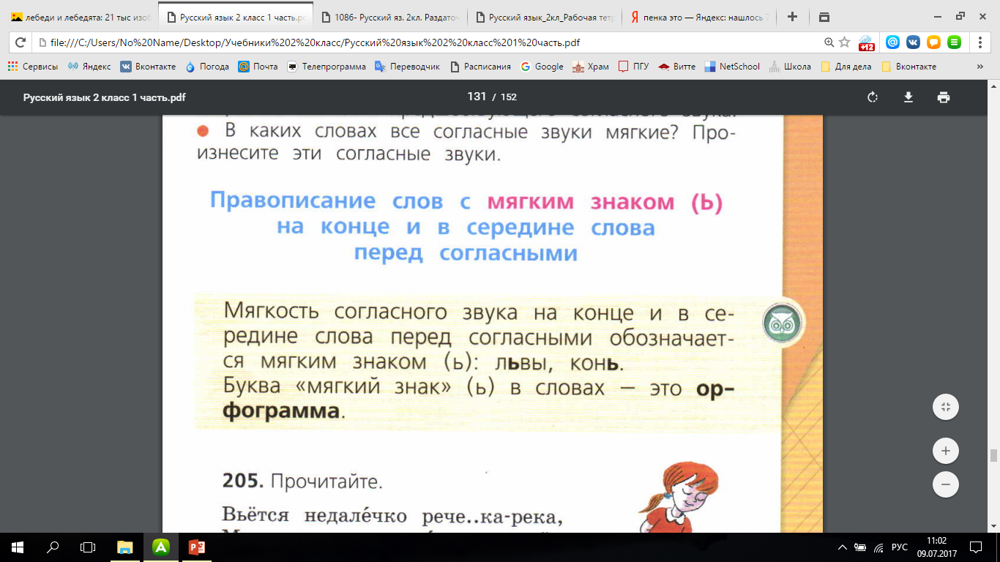 лебеди и лебедята: 21 тыс изоб
Русский язык 2 класс 1 часть.pd
1086- Русский яз. 2кл. Раздаточ
Русский язык_2кл_Рабочая тетр
пенка это — Яндекс: нашлось
file:///C:/Users/No%20Name/Desktop/Учебники%202%20класс/Русский%20язык%202%20класс%201%20часть.pdf
+12
Сервисы Яндекс Вконтакте Погода Почта Телепрограмма Переводчик Расписания Google Храм ПГУ Витте NetSchool Школа Для дела Вконтакте »
Русский язык 2 класс 1 часть.pdf 131 / 152
согласного звука.
В каких словах все согласные звуки мягкие? Про-
изнесите эти согласные звуки.
Правописание слов с мягким знаком (Ь)
на конце и в середине слова
перед согласными
Мягкость согласного звука на конце и в се-
редине слова перед согласными обозначает-
ся мягким знаком (ь): львы, конь.
Буква «мягкий знак» (ь) в словах — это ор-
фограмма.
205. Прочитайте.
Вьётся недале́чко рече..ка-река,
РУС
11:02
09.07.2017